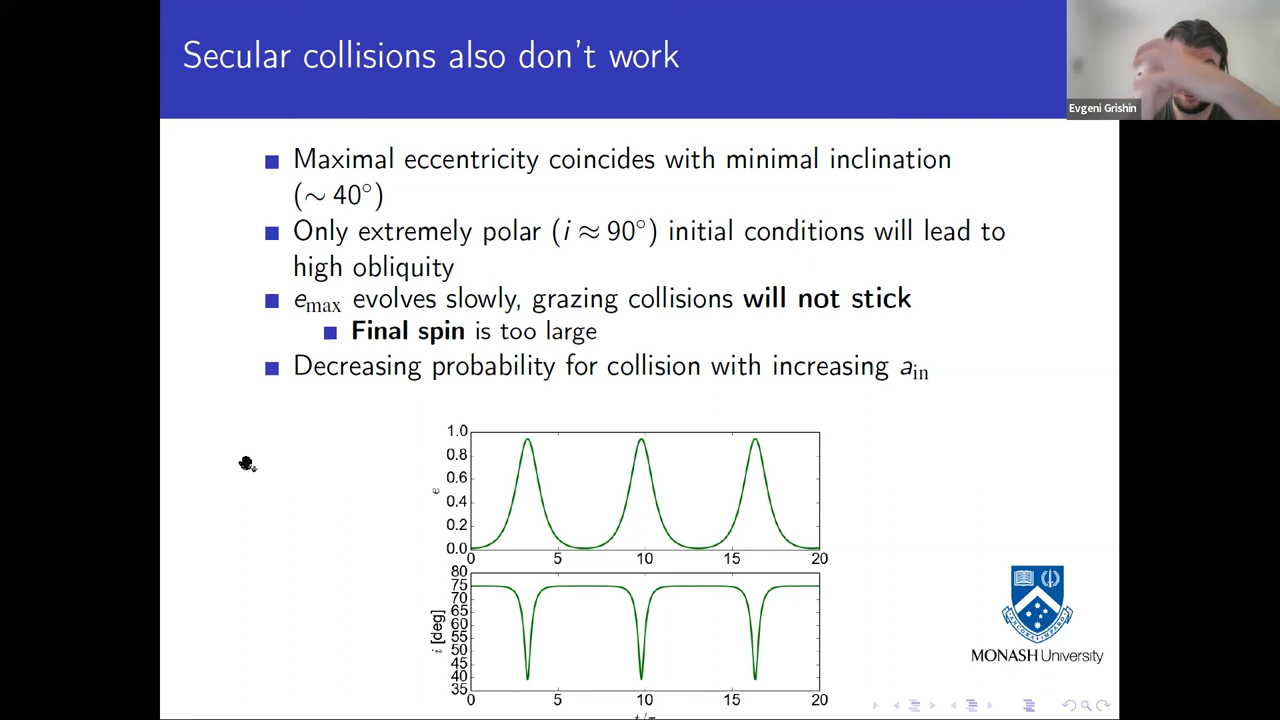 Secular collisions also don't work
Evgeni Grishin
Maximal eccentricity coincides with minimal inclination
(∼ 40°)
Only extremely polar (i ≈ 90°) initial conditions will lead to
high obliquity
e_max evolves slowly, grazing collisions will not stick
Final spin is too large
Decreasing probability for collision with increasing a_in
1.0
0.8
0.6
0.4
0.2
0.0
e
0 5 10 15 20
80
75
70
65
60
55
50
45
40
35
i [deg]
0 5 10 15 20
MONASH University